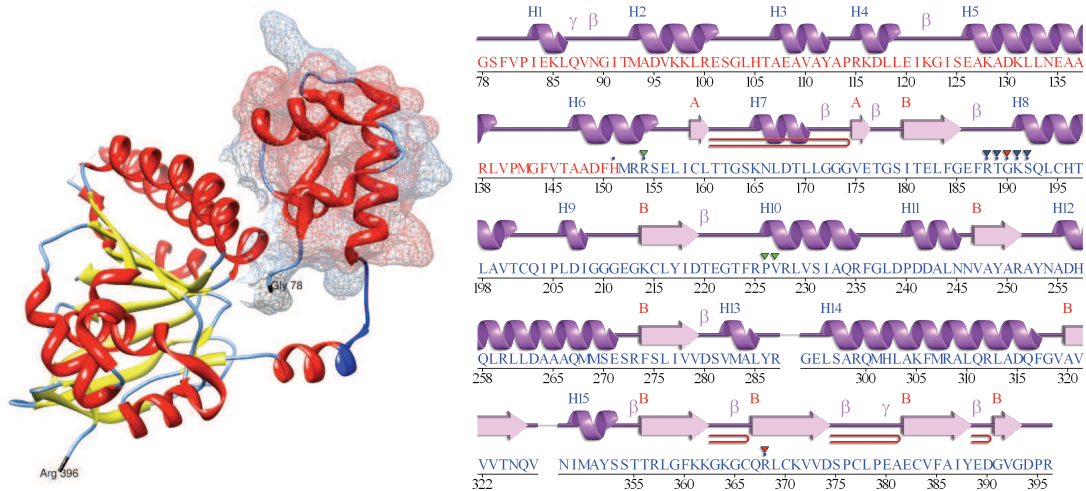 Gly 78
Arg 396
H1 γ β H2 H3 H4 β H5
GSFVPIEKLQVNGITMADVKKLRESGLHTAEAVAYAPRKDLLEIKGISEAKADKLLNEAA
78 85 90 95 100 105 110 115 120 125 130 135
H6 A H7 β A β B β H8
RLVPMGFVTAADFHMRRSELICLTTGSKNLDTLLGGGVETGSITELFGEFRTGKSQLCHT
138 145 150 155 160 165 170 175 180 185 190 195
H9 B β H10 H11 B H12
LAVTCQIPLDIGGGEGKCLYIDTEGTFRPVRLVSIAQRFGLDPDDALNNVAYARAYNADH
198 205 210 215 220 225 230 235 240 245 250 255
B β H13 H14 B
QLRLLDAAAQMMSESRFSLIVVDSVMALYR GELSARQMHLAKFMRALQRLADQFGVAV
258 265 270 275 280 285 300 305 310 315 320
H15 β B β B β γ B β B
VVTNQV NIMAYSSTTRLGFKKGKGCQRLCKVVDSPCLPEAECVFAIYEDGVGDPR
322 355 360 365 370 375 380 385 390 395